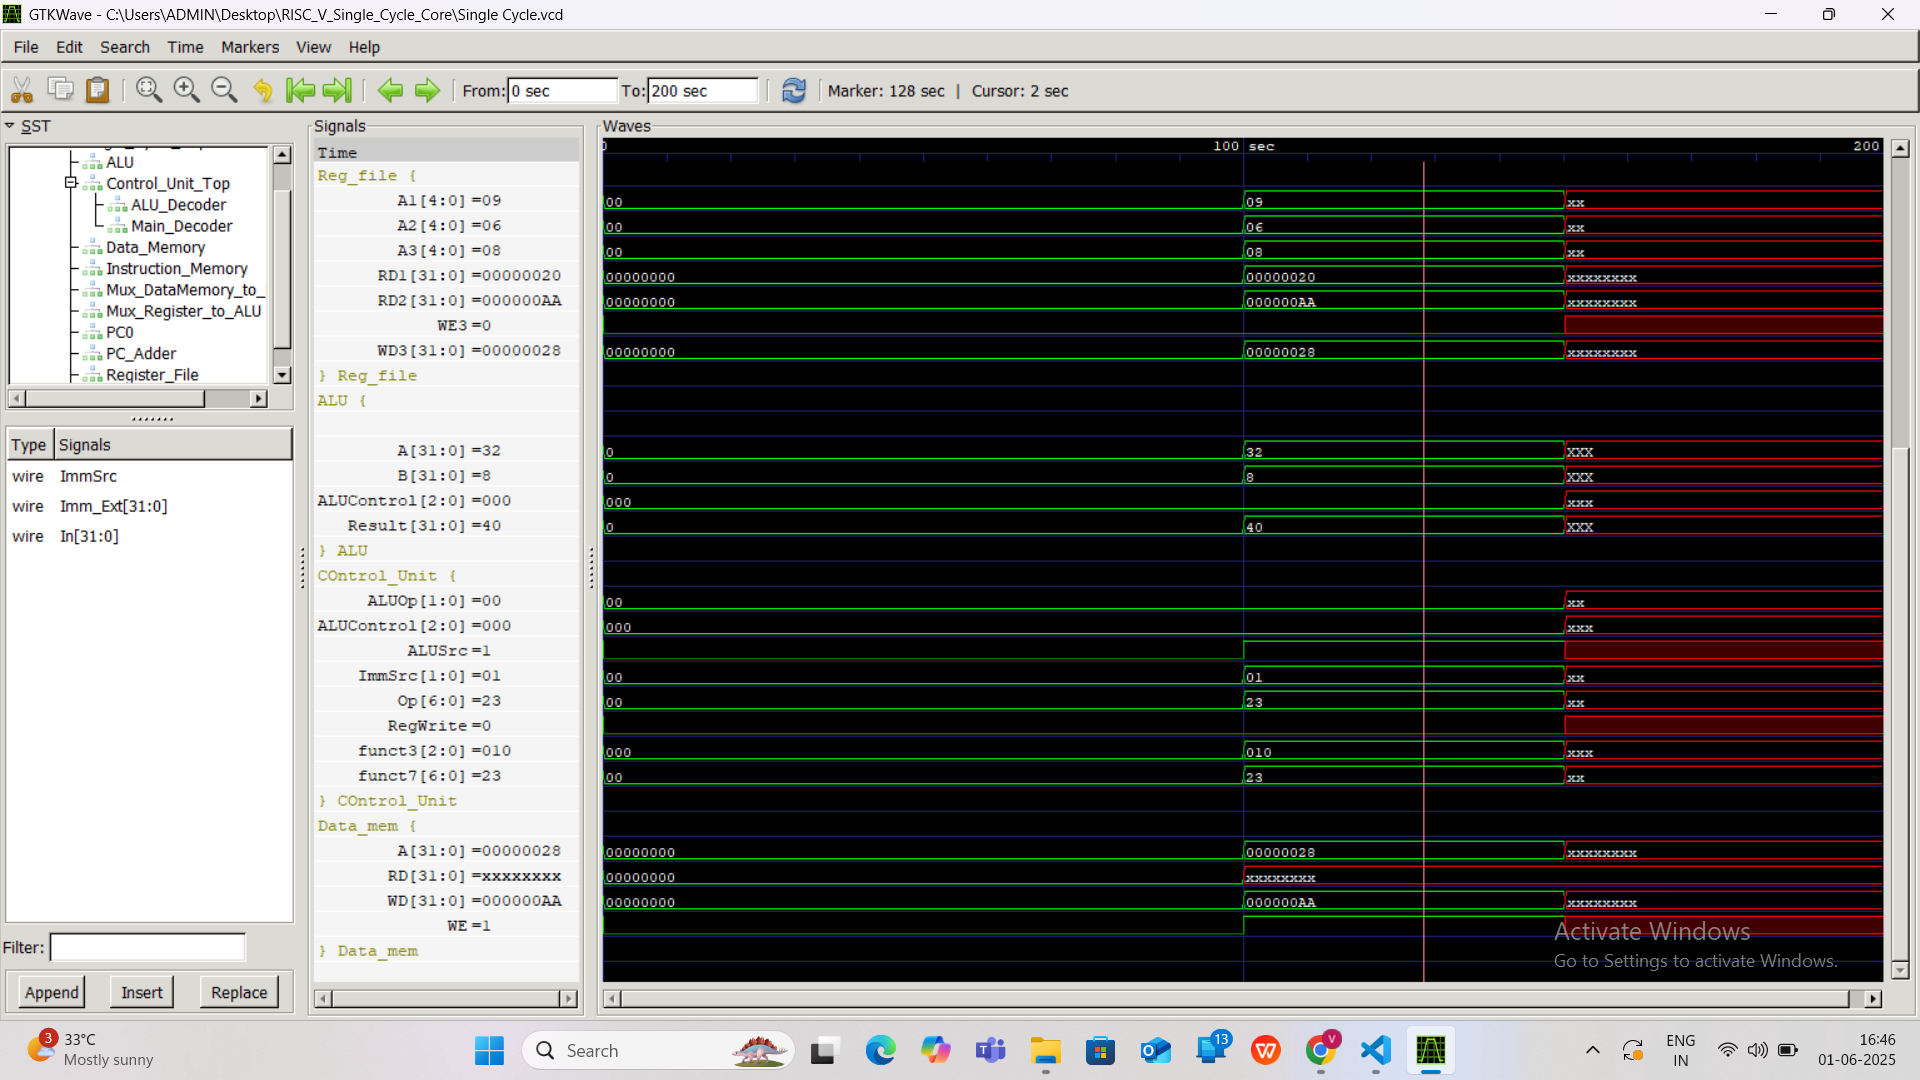 GTKWave - C:\Users\ADMIN\Desktop\RISC_V_Single_Cycle_Core\Single Cycle.vcd
File Edit Search Time Markers View Help
From: 0 sec To: 200 sec Marker: 128 sec | Cursor: 2 sec
SST
ALU
Control_Unit_Top
ALU_Decoder
Main_Decoder
Data_Memory
Instruction_Memory
Mux_DataMemory_to_
Mux_Register_to_ALU
PC0
PC_Adder
Register_File
Type Signals
wire ImmSrc
wire Imm_Ext[31:0]
wire In[31:0]
Filter:
Append Insert Replace
Signals
Time
Reg_file {
A1[4:0] =09
A2[4:0] =06
A3[4:0] =08
RD1[31:0] =00000020
RD2[31:0] =000000AA
WE3 =0
WD3[31:0] =00000028
} Reg_file
ALU {
A[31:0] =32
B[31:0] =8
ALUControl[2:0] =000
Result[31:0] =40
} ALU
COntrol_Unit {
ALUOp[1:0] =00
ALUControl[2:0] =000
ALUSrc =1
ImmSrc[1:0] =01
Op[6:0] =23
RegWrite =0
funct3[2:0] =010
funct7[6:0] =23
} COntrol_Unit
Data_mem {
A[31:0] =00000028
RD[31:0] =xxxxxxxx
WD[31:0] =000000AA
WE =1
} Data_mem
Waves
0 100 sec 200
00 09 xx
00 06 xx
00 08 xx
00000000 00000020 xxxxxxxx
00000000 000000AA xxxxxxxx
00000000 00000028 xxxxxxxx
0 32 XXX
0 8 XXX
000 xxx
0 40 XXX
00 xx
000 xxx
00 01 xx
00 23 xx
000 010 xxx
00 23 xx
00000000 00000028 xxxxxxxx
00000000 xxxxxxxx
00000000 000000AA xxxxxxxx
Activate Windows
Go to Settings to activate Windows.
3
33°C
Mostly sunny
Search
13
V
ENG
IN
16:46
01-06-2025